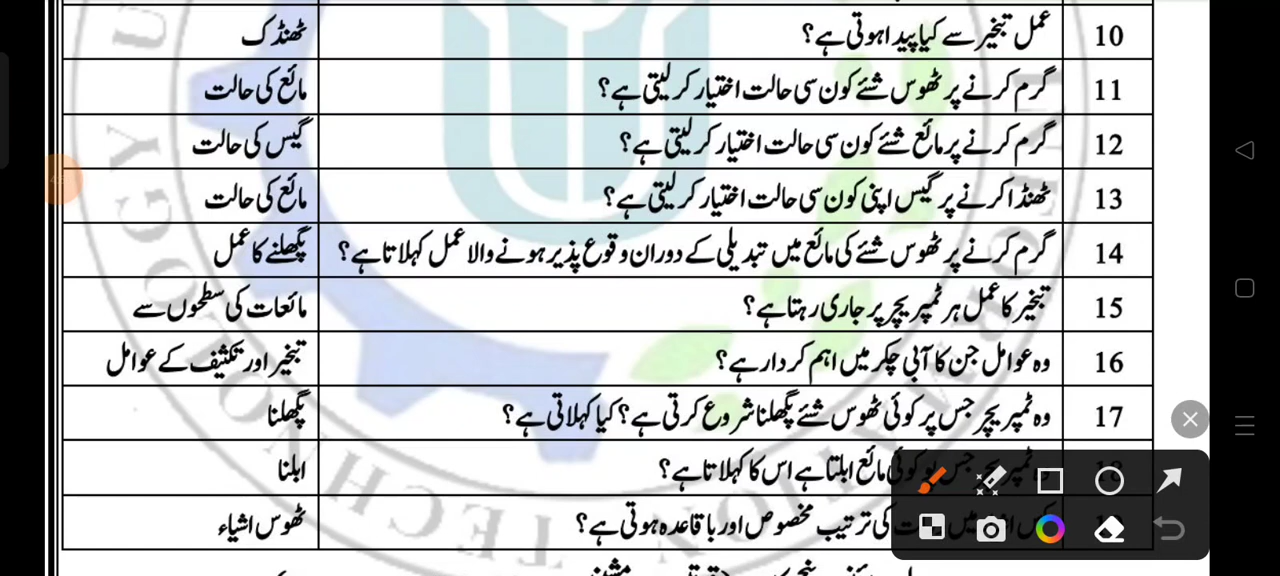 10 عمل تبخیر سے کیا پیدا ہوتی ہے؟ ٹھنڈک
11 گرم کرنے پر ٹھوس شئے کون سی حالت اختیار کر لیتی ہے؟ مائع کی حالت
12 گرم کرنے پر مائع شئے کون سی حالت اختیار کر لیتی ہے؟ گیس کی حالت
13 ٹھنڈا کرنے پر گیس اپنی کون سی حالت اختیار کر لیتی ہے؟ مائع کی حالت
14 گرم کرنے پر ٹھوس شئے کی مائع میں تبدیلی کے دوران وقوع پذیر ہونے والا عمل کہلاتا ہے؟ پگھلنے کا عمل
15 تبخیر کا عمل ہر ٹمپریچر پر جاری رہتا ہے؟ مائعات کی سطحوں سے
16 وہ عوامل جن کا آبی چکر میں اہم کردار ہے؟ تبخیر اور تکثیف کے عوامل
17 وہ ٹمپریچر جس پر کوئی ٹھوس شئے پگھلنا شروع کرتی ہے؟ کیا کہلاتی ہے؟ پگھلنا
مائع ابلتا ہے اس کا کہلاتا ہے؟ ابلنا
کی ترتیب مخصوص اور باقاعدہ ہوتی ہے؟ ٹھوس اشیاء